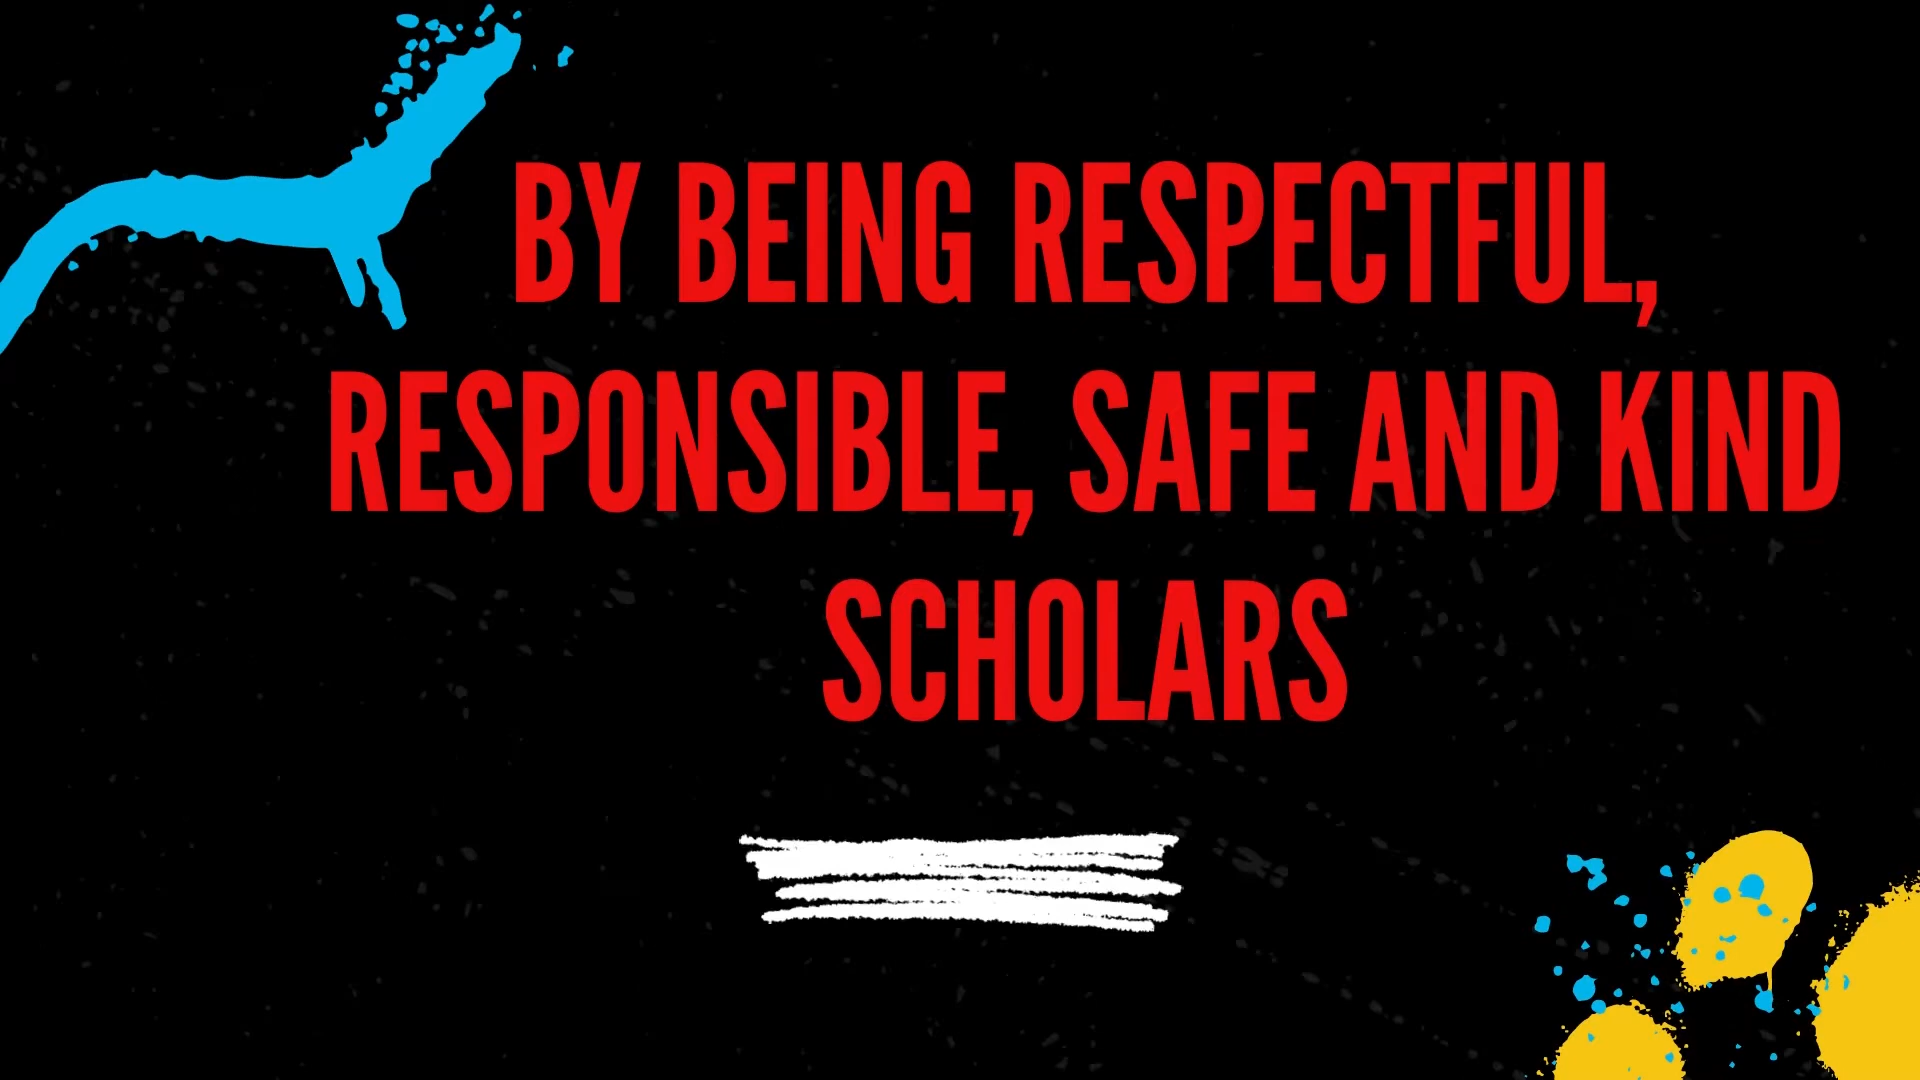 BY BEING RESPECTFUL,
RESPONSIBLE, SAFE AND KIND
SCHOLARS